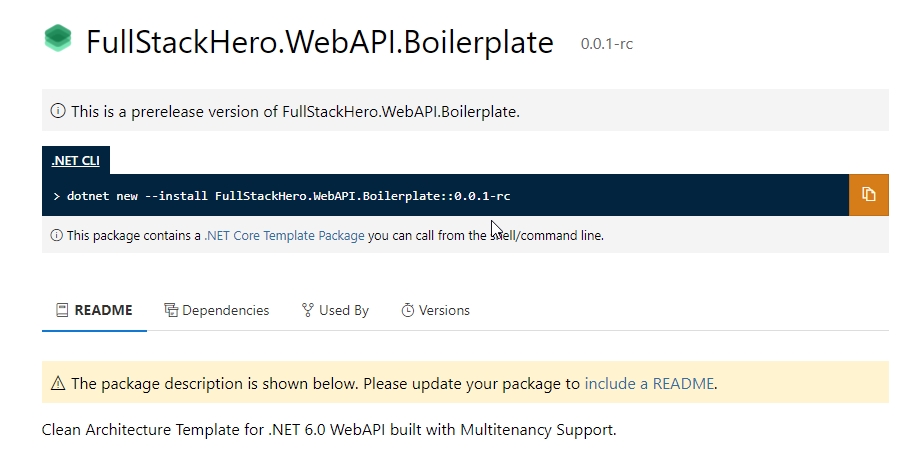 FullStackHero.WebAPI.Boilerplate 0.0.1-rc
This is a prerelease version of FullStackHero.WebAPI.Boilerplate.
.NET CLI
> dotnet new --install FullStackHero.WebAPI.Boilerplate::0.0.1-rc
This package contains a .NET Core Template Package you can call from the shell/command line.
README Dependencies Used By Versions
The package description is shown below. Please update your package to include a README.
Clean Architecture Template for .NET 6.0 WebAPI built with Multitenancy Support.